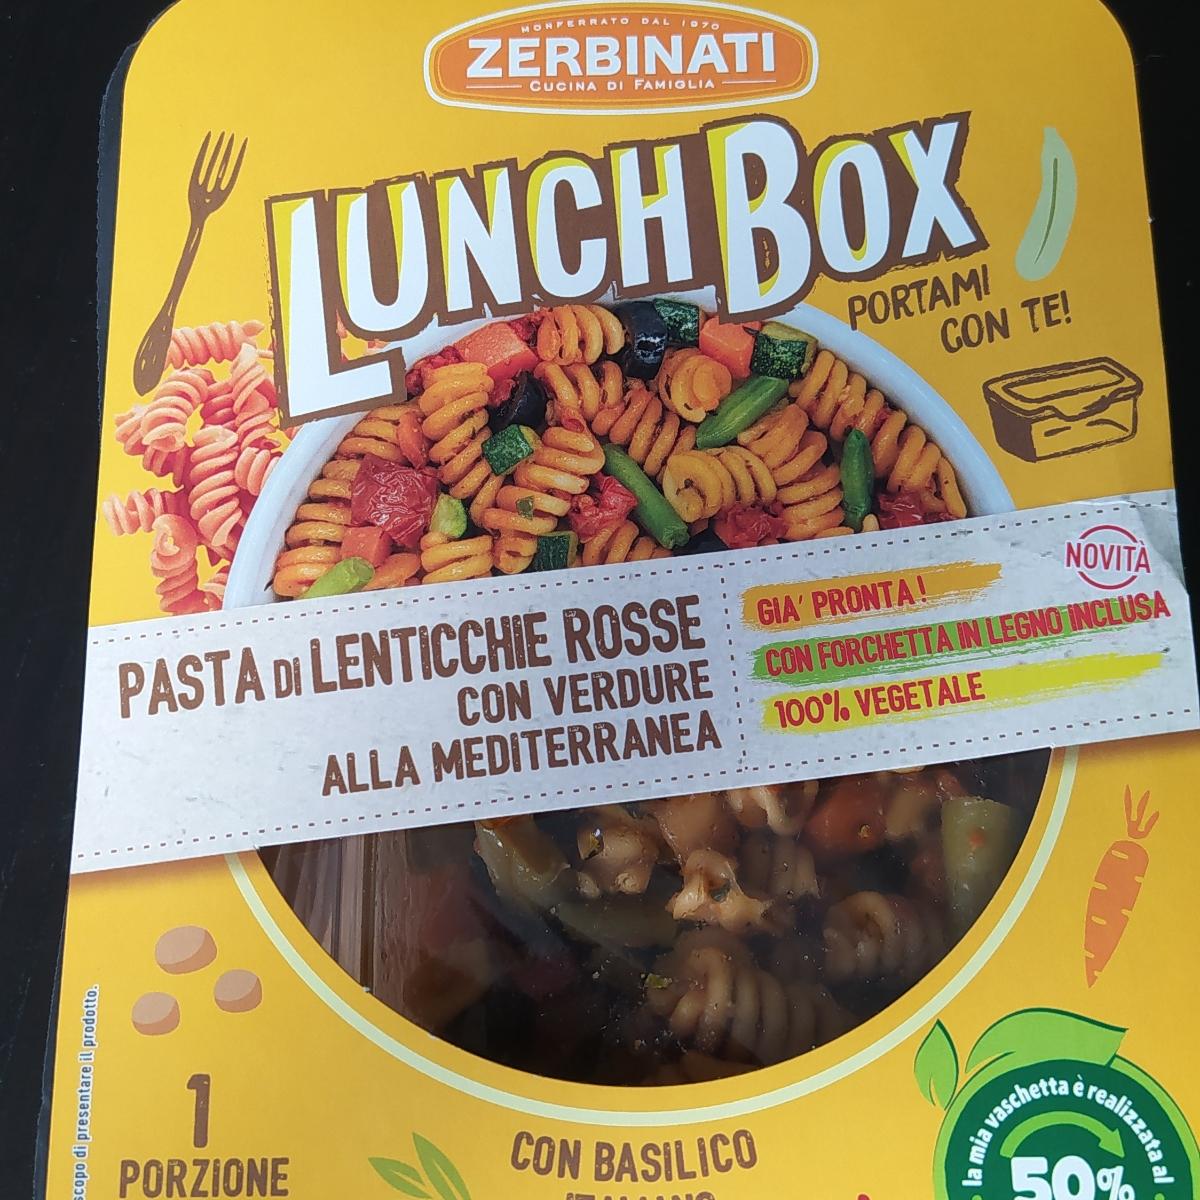 MONFERRATO DAL 1970
ZERBINATI
CUCINA DI FAMIGLIA
LUNCH BOX
PORTAMI
CON TE!
NOVITÀ
PASTA DI LENTICCHIE ROSSE
CON VERDURE
ALLA MEDITERRANEA
GIA' PRONTA!
CON FORCHETTA IN LEGNO INCLUSA
100% VEGETALE
scopo di presentare il prodotto.
1
PORZIONE
CON BASILICO
ITALIANO
la mia vaschetta è realizzata al
50%